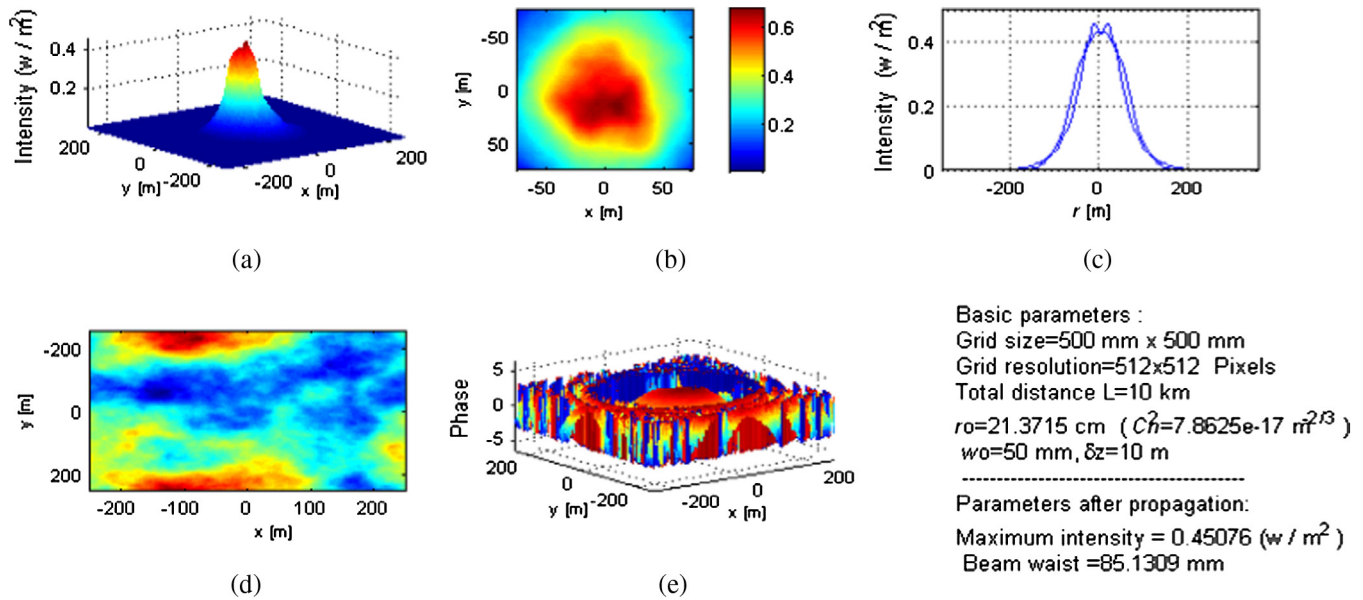 Intensity (w / m²)
0.4
0.2
200
0
-200
y [m]
-200
0
200
x [m]
(a)
y [m]
-50
0
50
-50
0
50
x [m]
0.6
0.4
0.2
(b)
Intensity (w / m²)
0.4
0.2
0
-200
0
200
r [m]
(c)
y [m]
-200
0
200
-200
-100
0
100
200
x [m]
(d)
Phase
5
0
-5
200
0
-200
y [m]
-200
0
200
x [m]
(e)
Basic parameters :
Grid size=500 mm x 500 mm
Grid resolution=512x512 Pixels
Total distance L=10 km
ro=21.3715 cm ( Cn²=7.8625e-17 m⁻²/³ )
wo=50 mm, δz=10 m
----------------------------------------
Parameters after propagation:
Maximum intensity = 0.45076 (w / m² )
Beam waist =85.1309 mm